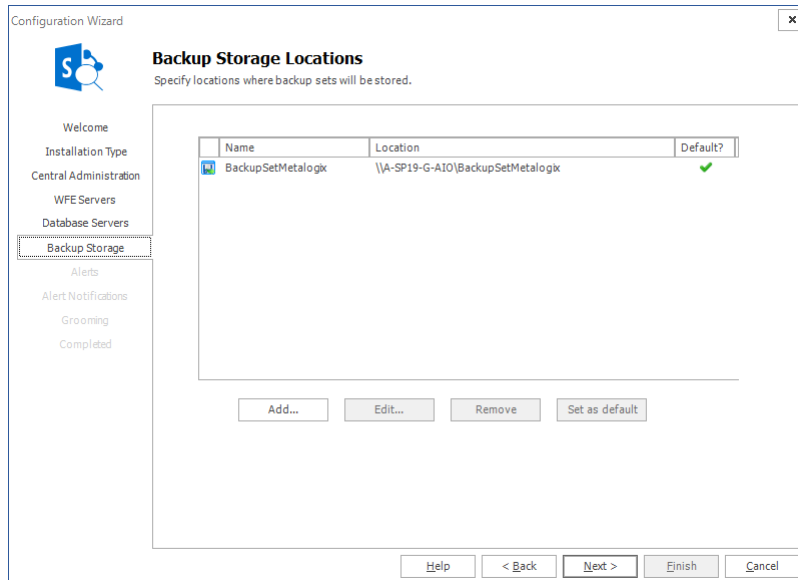 Configuration Wizard
Backup Storage Locations
Specify locations where backup sets will be stored.
Welcome
Installation Type
Central Administration
WFE Servers
Database Servers
Backup Storage
Alerts
Alert Notifications
Grooming
Completed
Name Location Default?
BackupSetMetalogix \\A-SP19-G-AIO\BackupSetMetalogix
Add... Edit... Remove Set as default
Help < Back Next > Finish Cancel